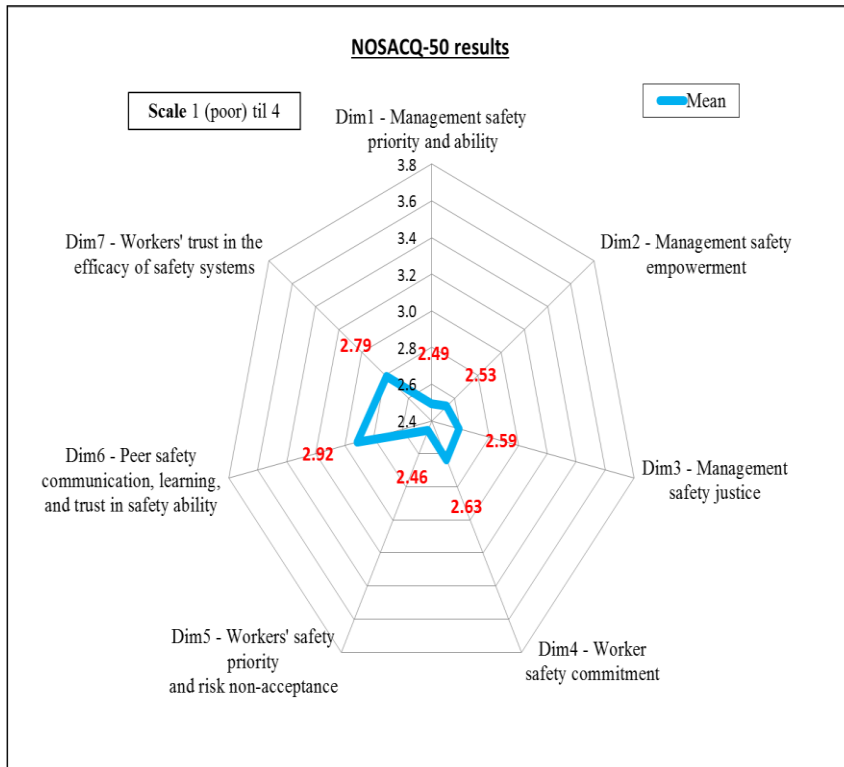 NOSACQ-50 results
Scale 1 (poor) til 4
Mean
Dim1 - Management safety
priority and ability
3.8
3.6
3.4
3.2
3.0
2.8
2.6
2.4
Dim7 - Workers' trust in the
efficacy of safety systems
Dim2 - Management safety
empowerment
2.79
2.49
2.53
2.92
2.59
2.46
2.63
Dim6 - Peer safety
communication, learning,
and trust in safety ability
Dim3 - Management
safety justice
Dim5 - Workers' safety
priority
and risk non-acceptance
Dim4 - Worker
safety commitment